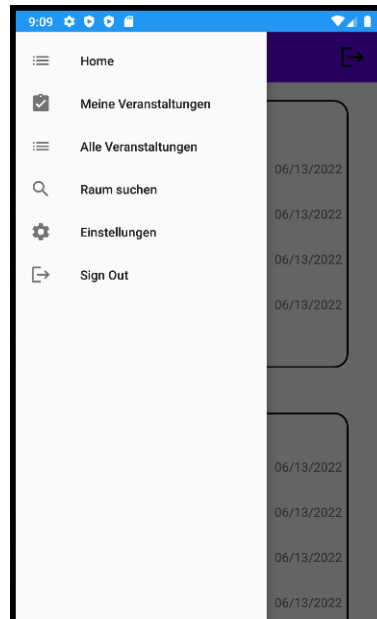 9:09
Home
Meine Veranstaltungen
Alle Veranstaltungen
Raum suchen
Einstellungen
Sign Out
06/13/2022
06/13/2022
06/13/2022
06/13/2022
06/13/2022
06/13/2022
06/13/2022
06/13/2022